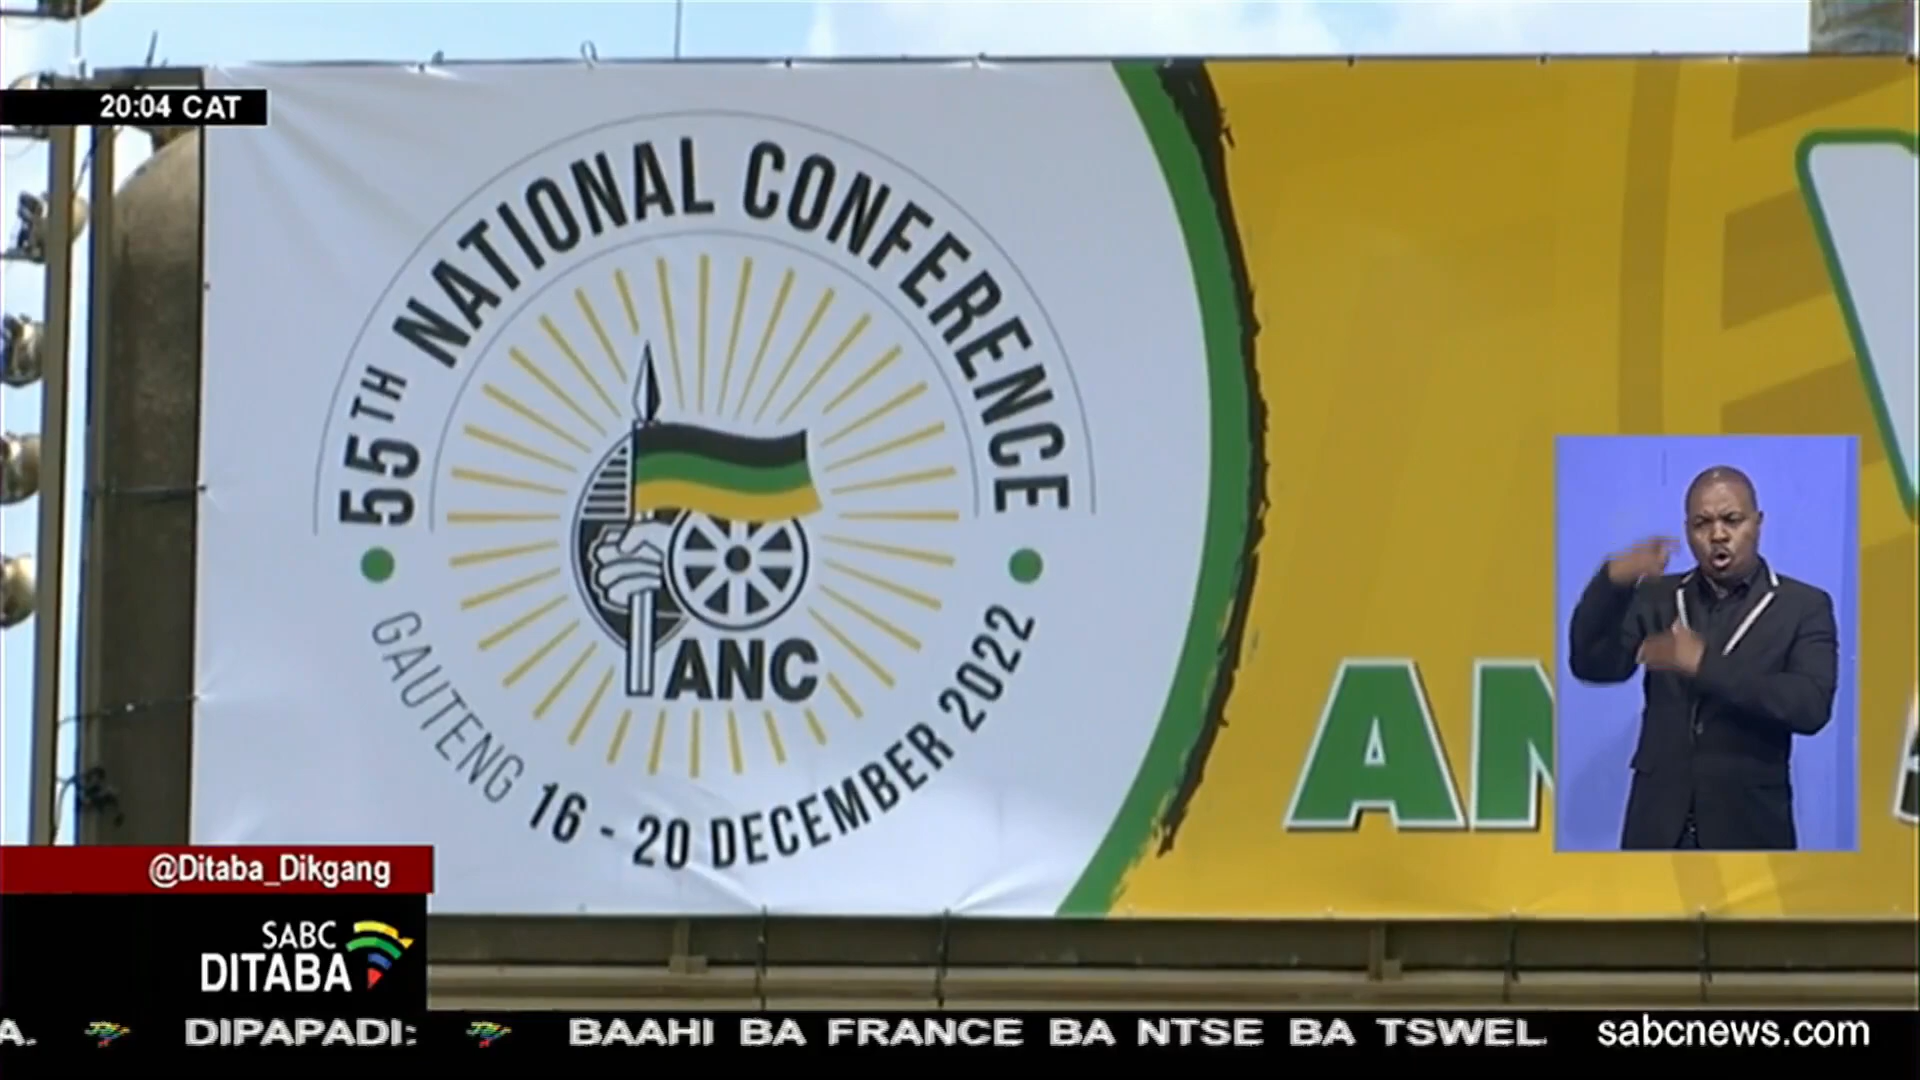 20:04 CAT
55TH NATIONAL CONFERENCE
GAUTENG 16 - 20 DECEMBER 2022
ANC
@Ditaba_Dikgang
SABC
DITABA
A. DIPAPADI: BAAHI BA FRANCE BA NTSE BA TSWEL
sabcnews.com